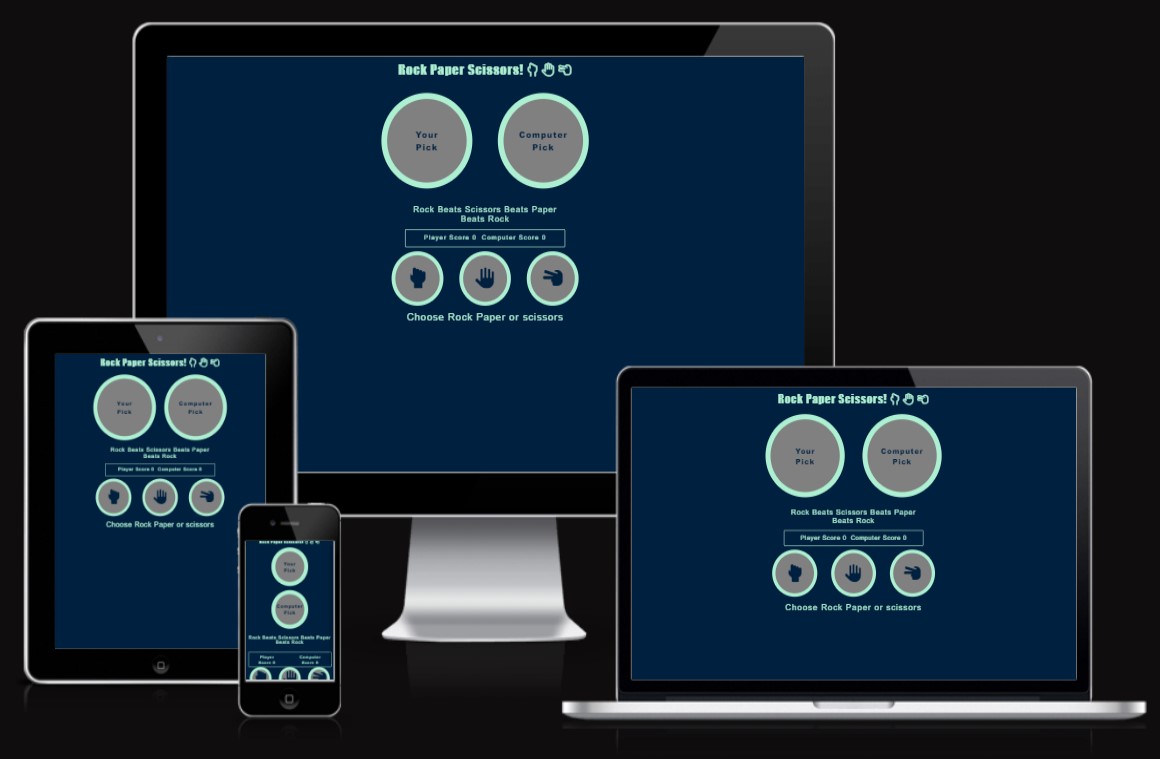 Rock Paper Scissors!
Your
Pick
Computer
Pick
Rock Beats Scissors Beats Paper
Beats Rock
Player Score 0 Computer Score 0
Choose Rock Paper or scissors
Rock Paper Scissors!
Your
Pick
Computer
Pick
Rock Beats Scissors Beats Paper
Beats Rock
Player Score 0 Computer Score 0
Choose Rock Paper or scissors
Rock Paper Scissors!
Your
Pick
Computer
Pick
Rock Beats Scissors Beats Paper
Beats Rock
Player
Score 0
Computer
Score 0
Rock Paper Scissors!
Your
Pick
Computer
Pick
Rock Beats Scissors Beats Paper
Beats Rock
Player Score 0 Computer Score 0
Choose Rock Paper or scissors